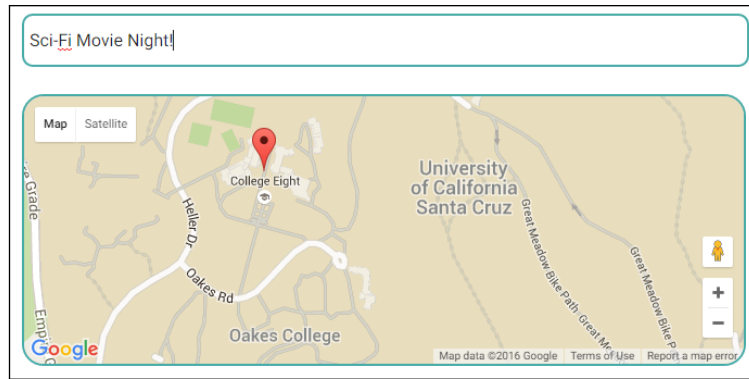 Sci-Fi Movie Night!
Map Satellite
College Eight
University
of California
Santa Cruz
Heller Dr
Oakes Rd
Oakes College
Great Meadow Bike Path
Great Meadow Bike P
Google
Map data ©2016 Google Terms of Use Report a map error